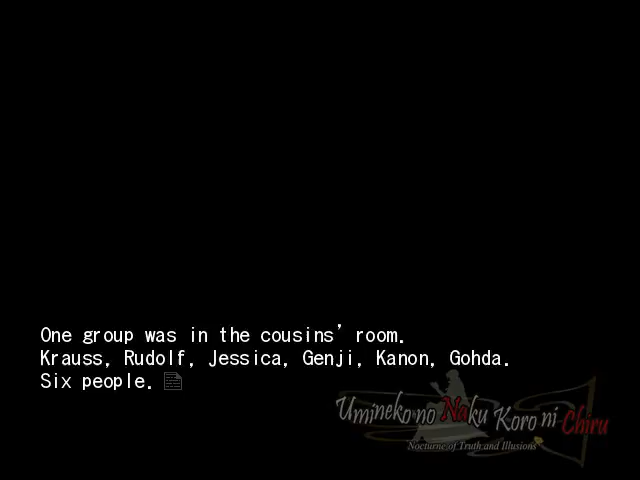 One group was in the cousins’ room.
Krauss, Rudolf, Jessica, Genji, Kanon, Gohda.
Six people.
Umineko no Naku Koro ni Chiru
Nocturne of Truth and Illusions